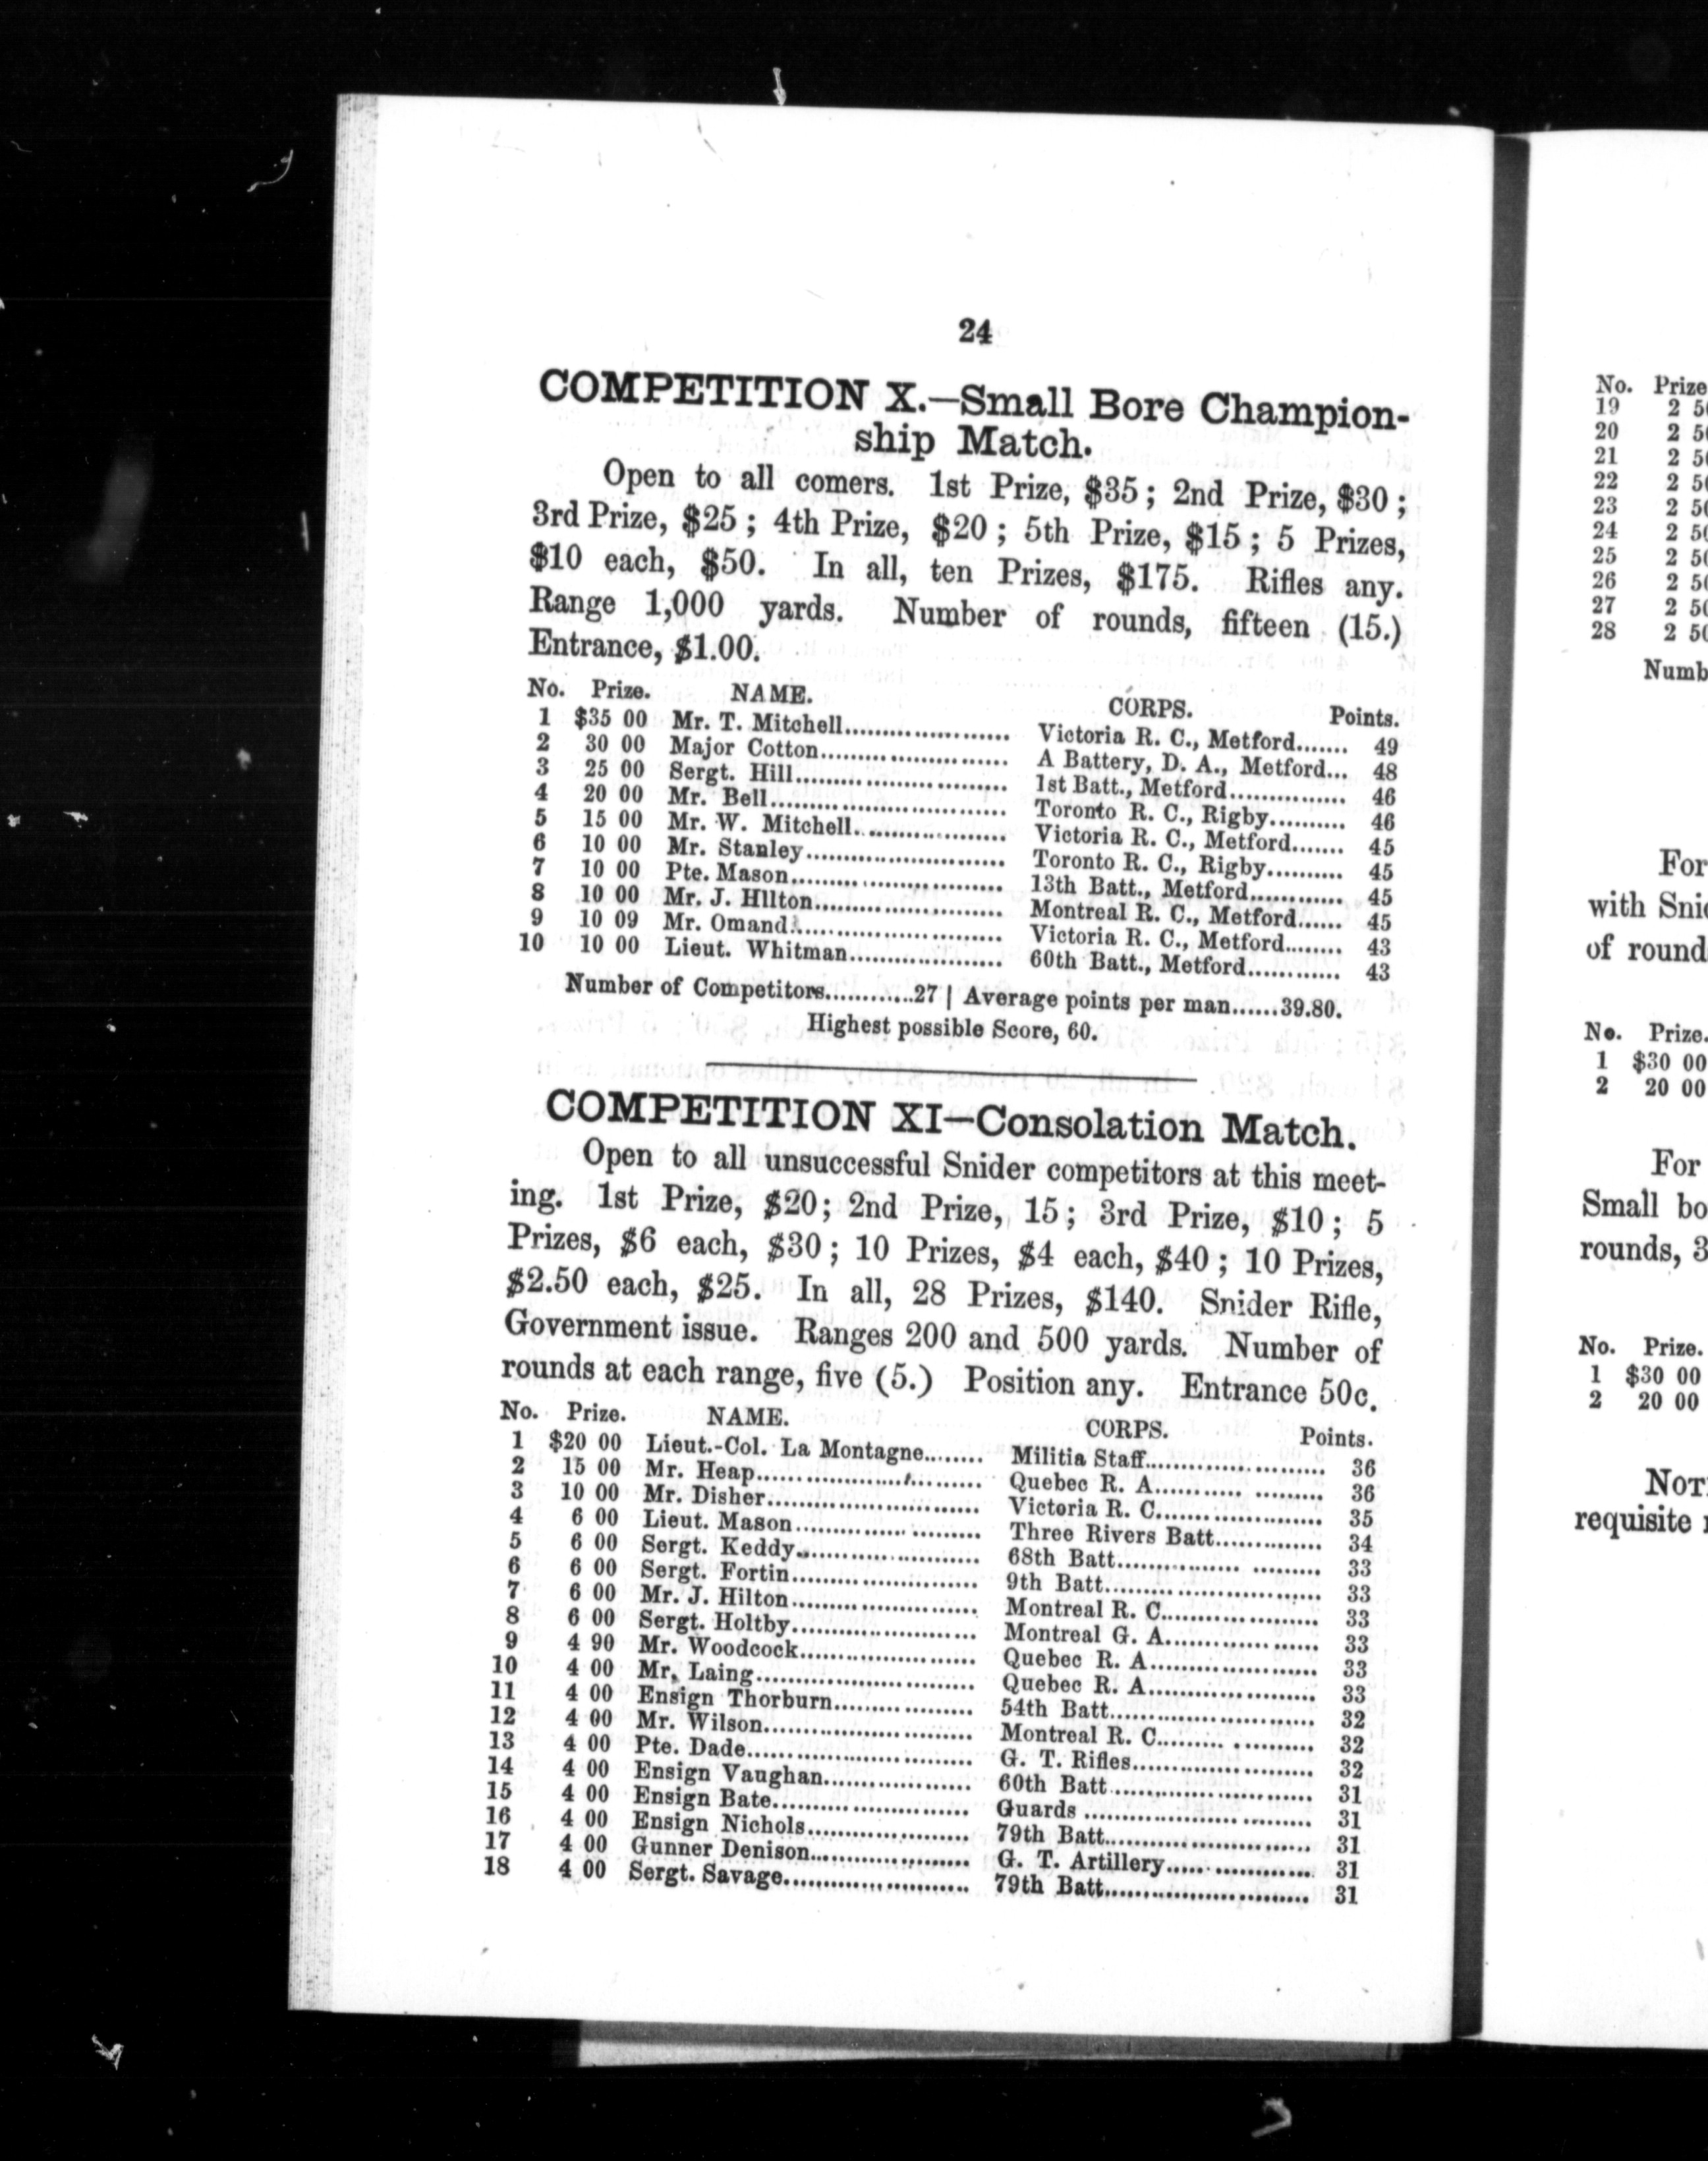 24
COMPETITION X.—Small Bore Champion-
ship Match.
Open to all comers. 1st Prize, $35; 2nd Prize, $30;
3rd Prize, $25; 4th Prize, $20; 5th Prize, $15; 5 Prizes,
$10 each, $50. In all, ten Prizes, $175. Rifles any.
Range 1,000 yards. Number of rounds, fifteen (15.)
Entrance, $1.00.
No. Prize. NAME. CORPS. Points.
1 $35 00 Mr. T. Mitchell...................... Victoria R. C., Metford....... 49
2 30 00 Major Cotton......................... A Battery, D. A., Metford... 48
3 25 00 Sergt. Hill............................ 1st Batt., Metford............... 46
4 20 00 Mr. Bell............................... Toronto R. C., Rigby.......... 46
5 15 00 Mr. W. Mitchell.................... Victoria R. C., Metford....... 45
6 10 00 Mr. Stanley.......................... Toronto R. C., Rigby.......... 45
7 10 00 Pte. Mason............................ 13th Batt., Metford............ 45
8 10 00 Mr. J. HIlton......................... Montreal R. C., Metford...... 45
9 10 09 Mr. Omand............................ Victoria R. C., Metford........ 43
10 10 00 Lieut. Whitman.................... 60th Batt., Metford............ 43
Number of Competitors...........27 | Average points per man......39.80.
Highest possible Score, 60.
COMPETITION XI—Consolation Match.
Open to all unsuccessful Snider competitors at this meet-
ing. 1st Prize, $20; 2nd Prize, 15; 3rd Prize, $10; 5
Prizes, $6 each, $30; 10 Prizes, $4 each, $40; 10 Prizes,
$2.50 each, $25. In all, 28 Prizes, $140. Snider Rifle,
Government issue. Ranges 200 and 500 yards. Number of
rounds at each range, five (5.) Position any. Entrance 50c.
No. Prize. NAME. CORPS. Points.
1 $20 00 Lieut.-Col. La Montagne........ Militia Staff........................ 36
2 15 00 Mr. Heap.............................. Quebec R. A........... ......... 36
3 10 00 Mr. Disher............................ Victoria R. C...................... 35
4 6 00 Lieut. Mason......................... Three Rivers Batt.............. 34
5 6 00 Sergt. Keddy......................... 68th Batt................ ......... 33
6 6 00 Sergt. Fortin......................... 9th Batt............................. 33
7 6 00 Mr. J. Hilton......................... Montreal R. C..................... 33
8 6 00 Sergt. Holtby........................ Montreal G. A.................... 33
9 4 90 Mr. Woodcock....................... Quebec R. A...................... 33
10 4 00 Mr. Laing............................. Quebec R. A...................... 33
11 4 00 Ensign Thorburn................... 54th Batt........................... 32
12 4 00 Mr. Wilson............................ Montreal R. C......... ........... 32
13 4 00 Pte. Dade.............................. G. T. Rifles........................ 32
14 4 00 Ensign Vaughan.................... 60th Batt........................... 31
15 4 00 Ensign Bate........................... Guards .............................. 31
16 4 00 Ensign Nichols...................... 79th Batt........................... 31
17 4 00 Gunner Denison..................... G. T. Artillery.................... 31
18 4 00 Sergt. Savage......................... 79th Batt........................... 31
No. Prize
19 2 5
20 2 5
21 2 5
22 2 5
23 2 5
24 2 5
25 2 5
26 2 5
27 2 5
28 2 5
Numb
For
with Snid
of round
No. Prize.
1 $30 00
2 20 00
For
Small bo
rounds, 3
No. Prize.
1 $30 00
2 20 00
NOT
requisite